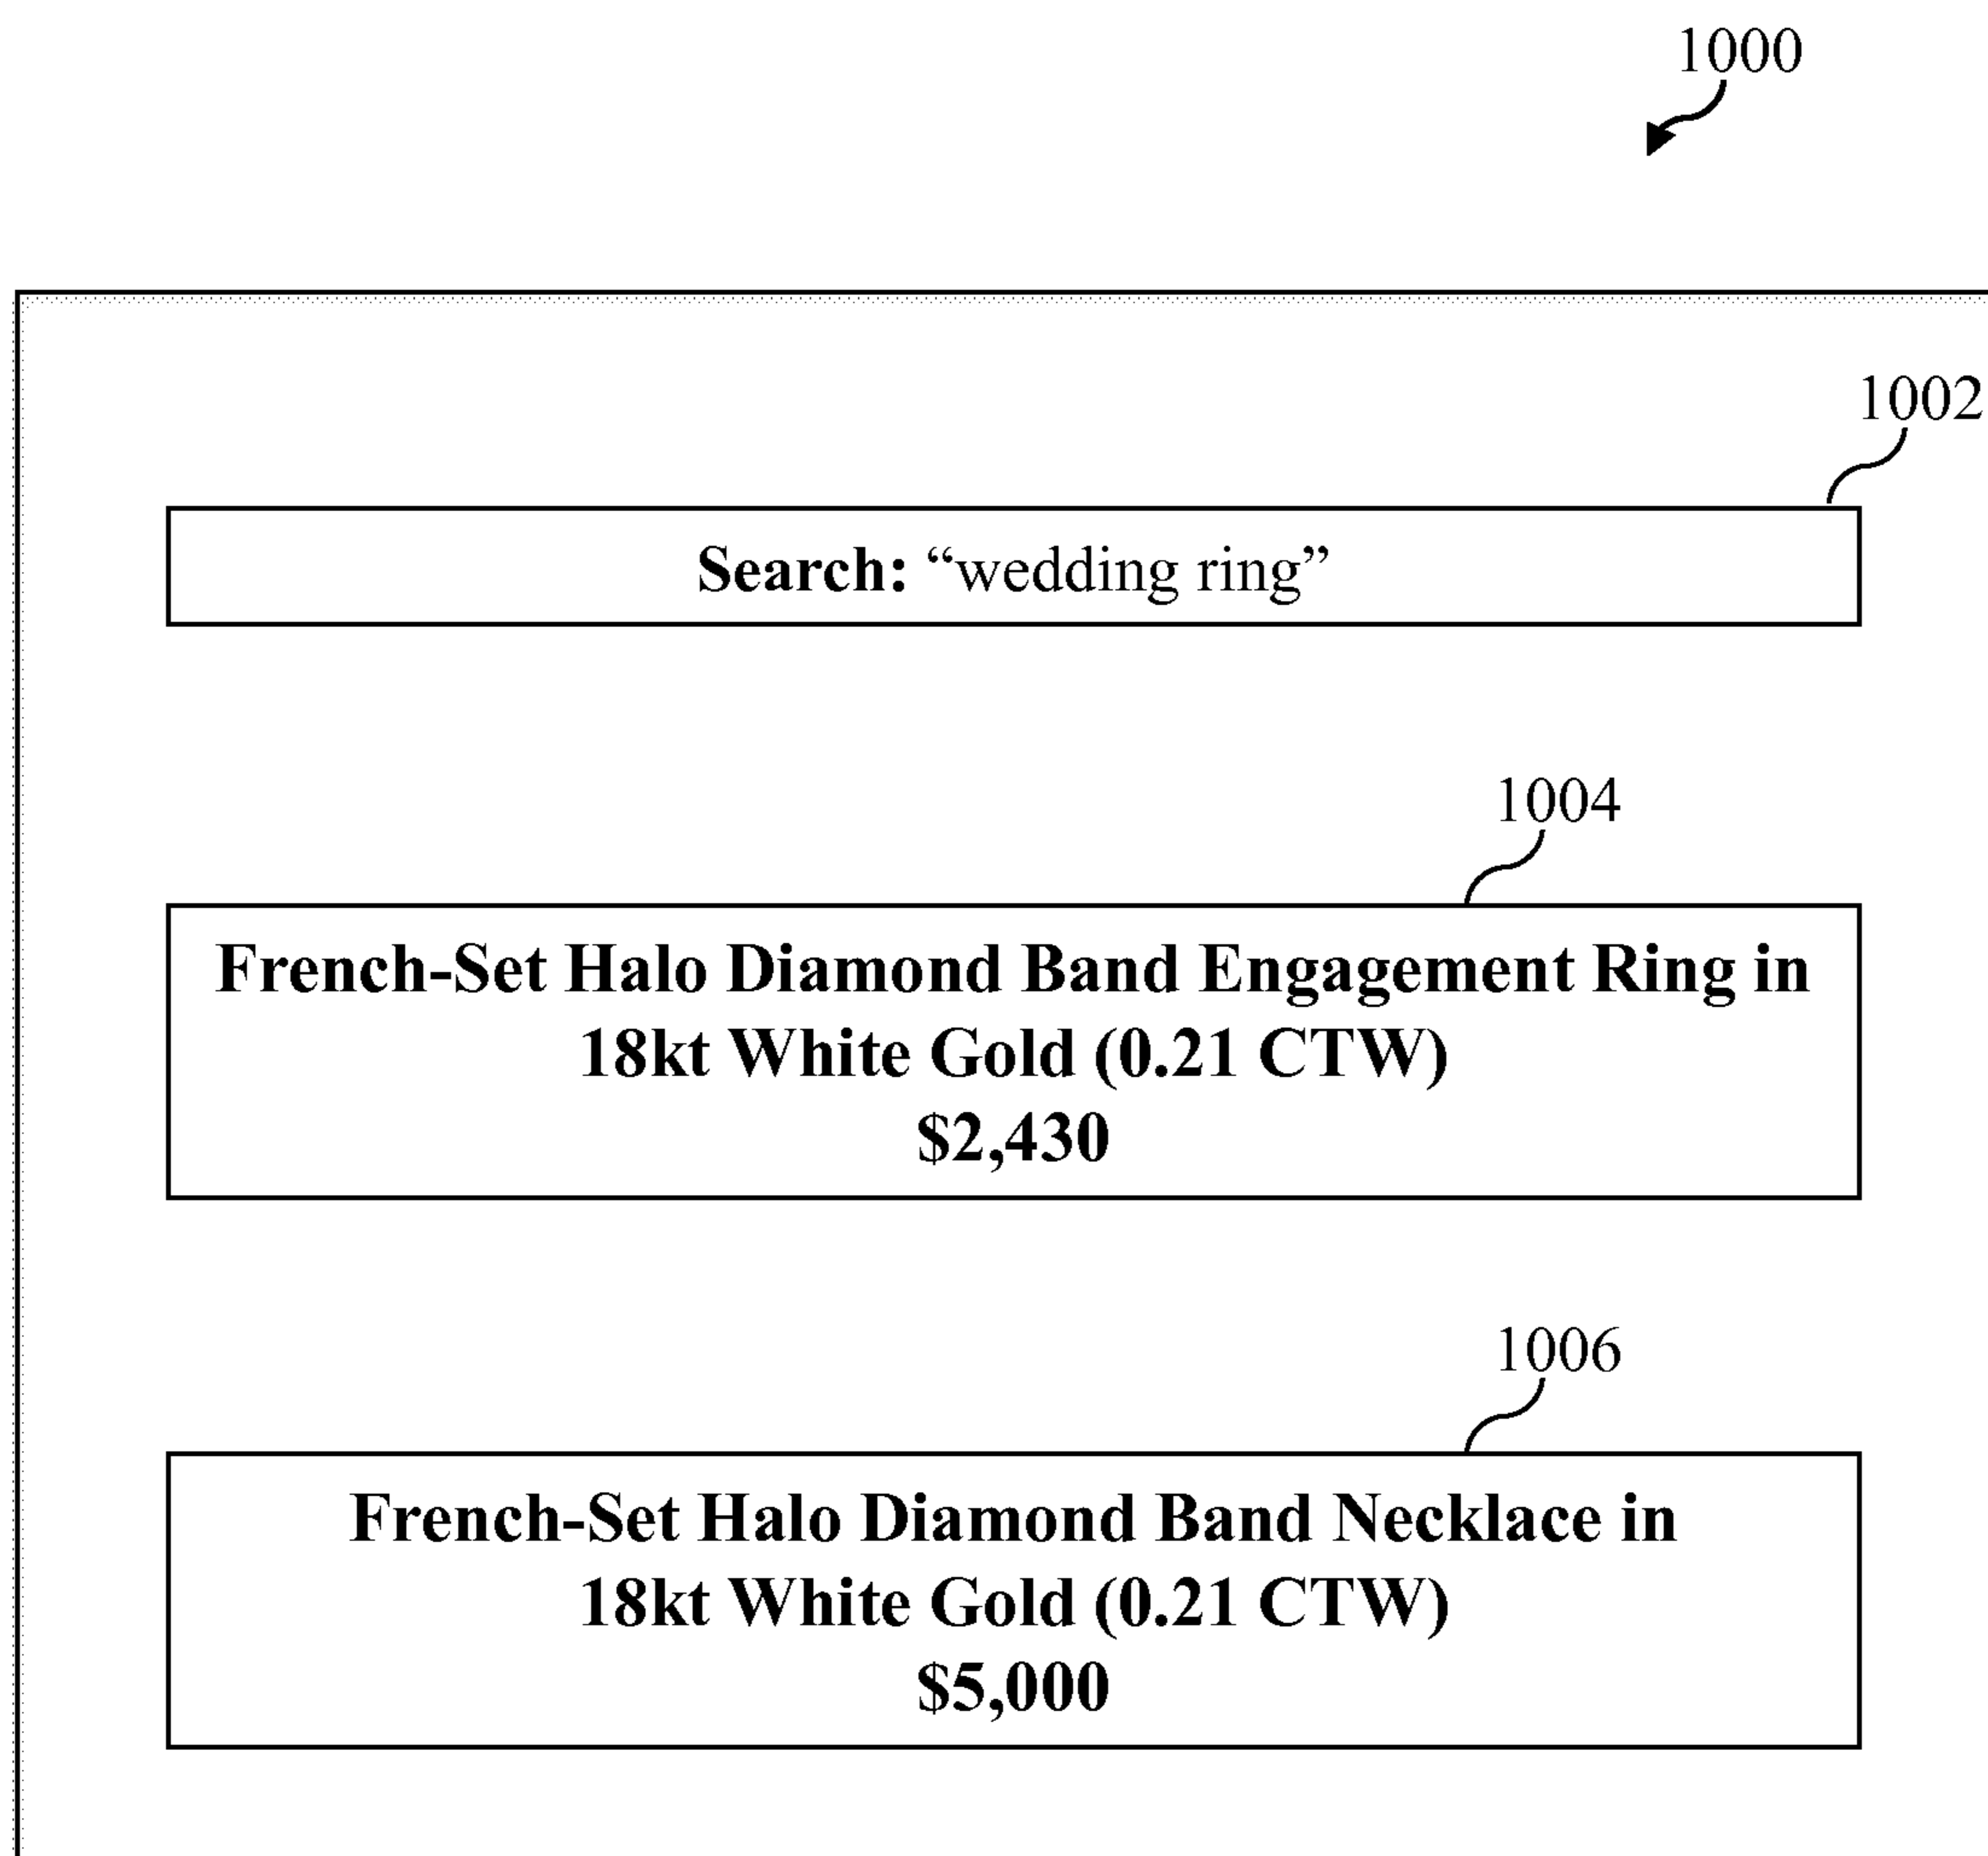 1000
1002
Search: “wedding ring”
1004
French-Set Halo Diamond Band Engagement Ring in
18kt White Gold (0.21 CTW)
$2,430
1006
French-Set Halo Diamond Band Necklace in
18kt White Gold (0.21 CTW)
$5,000